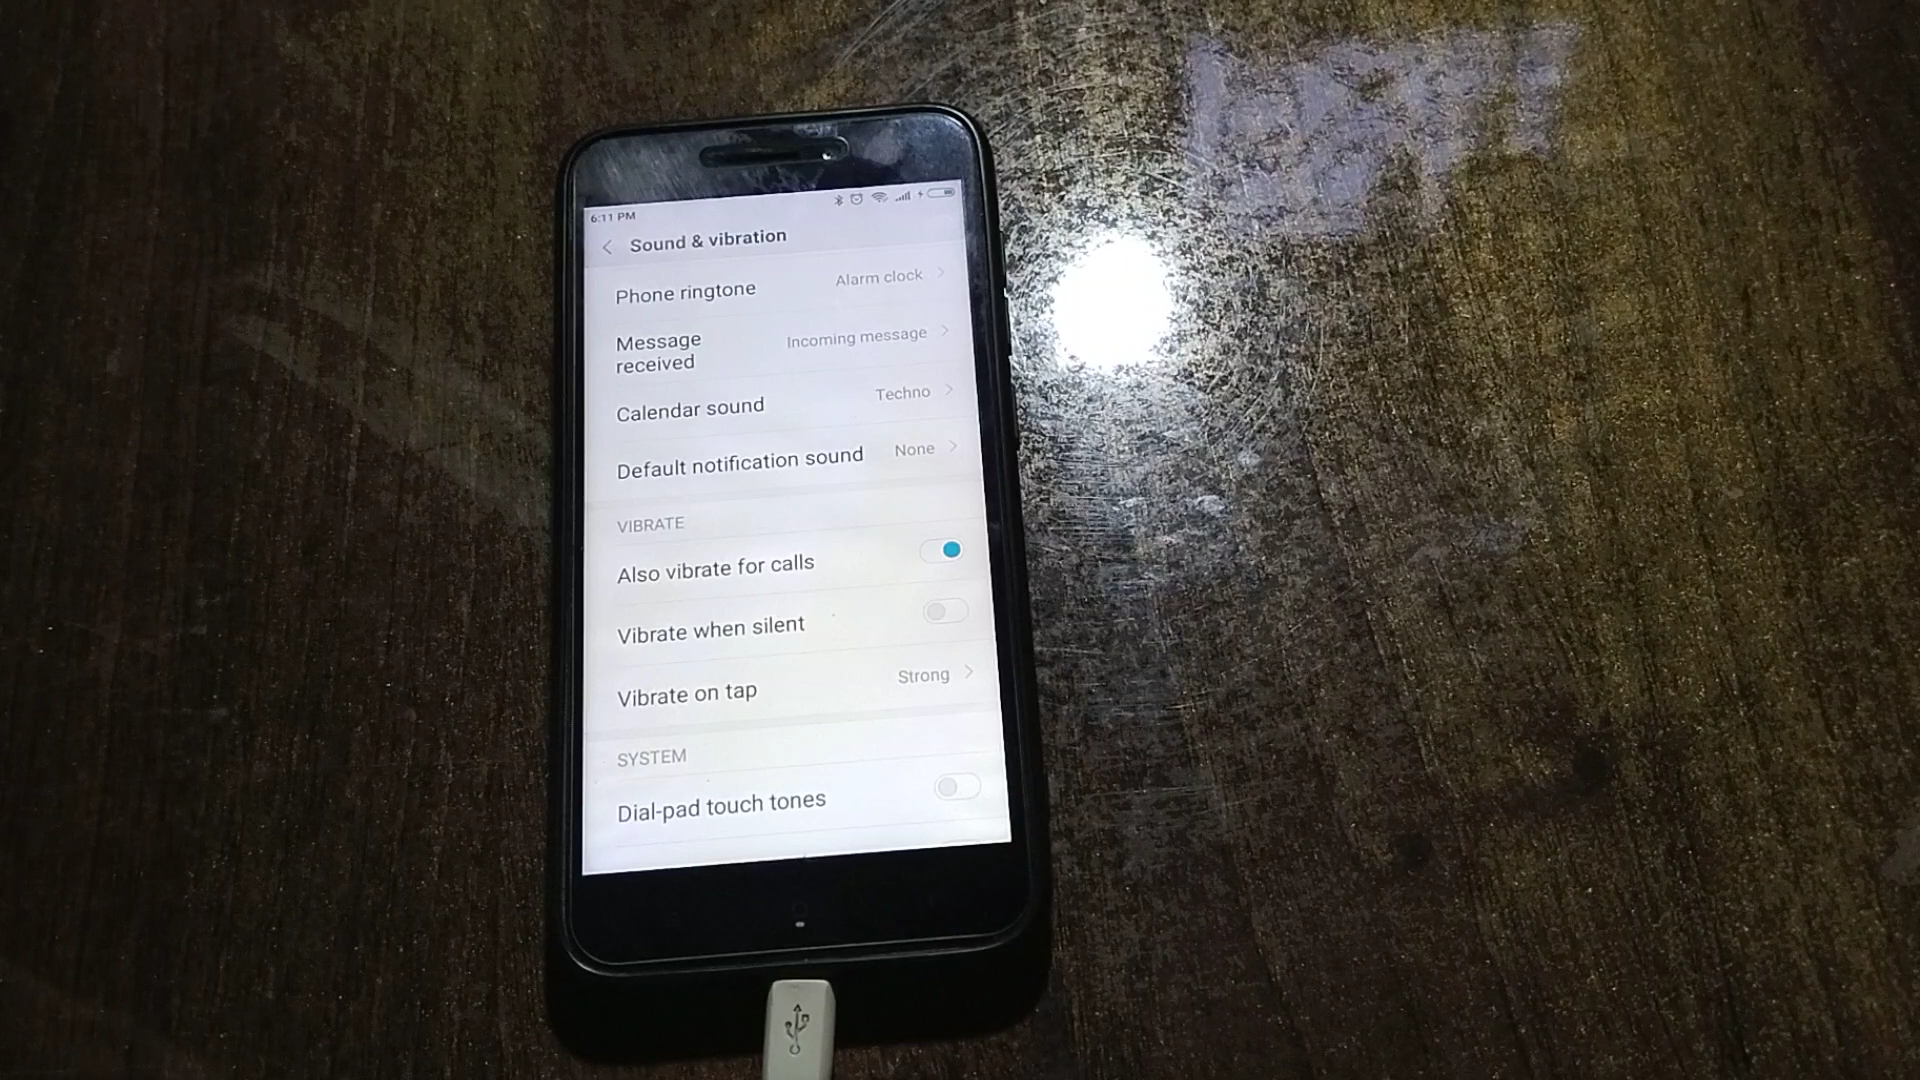 6:11 PM
Sound & vibration
Phone ringtone Alarm clock
Message received Incoming message
Calendar sound Techno
Default notification sound None
VIBRATE
Also vibrate for calls
Vibrate when silent
Vibrate on tap Strong
SYSTEM
Dial-pad touch tones